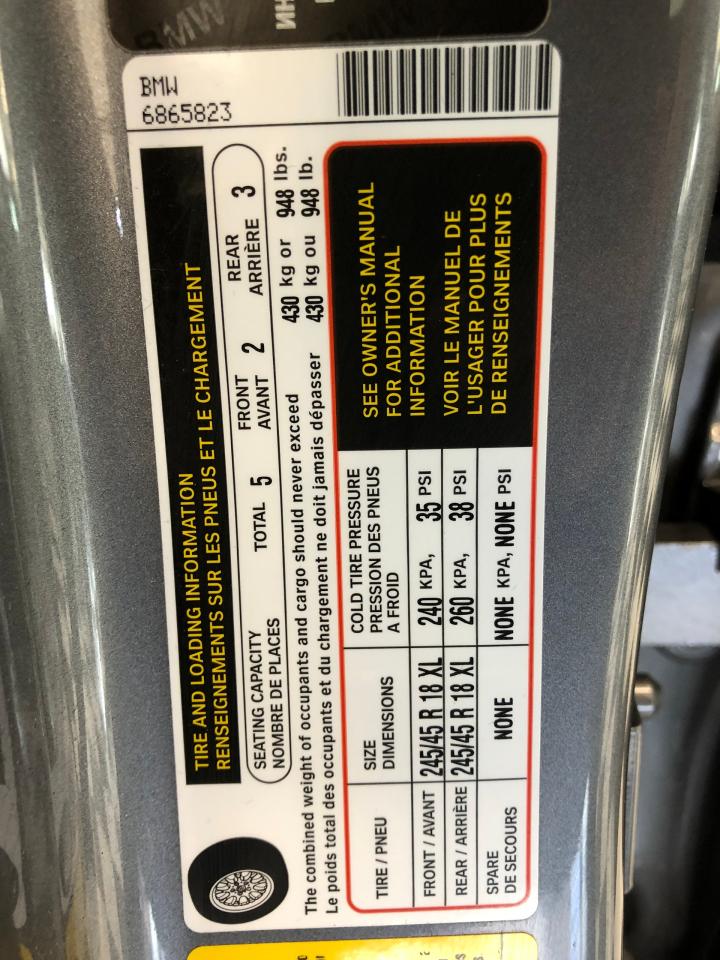 BMW
BMW
6865823
TIRE AND LOADING INFORMATION
RENSEIGNEMENTS SUR LES PNEUS ET LE CHARGEMENT
SEATING CAPACITY
NOMBRE DE PLACES
TOTAL 5
FRONT
AVANT 2
REAR
ARRIÈRE 3
The combined weight of occupants and cargo should never exceed 430 kg or 948 lbs.
Le poids total des occupants et du chargement ne doit jamais dépasser 430 kg ou 948 lb.
TIRE / PNEU
SIZE
DIMENSIONS
COLD TIRE PRESSURE
PRESSION DES PNEUS
A FROID
FRONT / AVANT 245/45 R 18 XL 240 KPA, 35 PSI
REAR / ARRIÈRE 245/45 R 18 XL 260 KPA, 38 PSI
SPARE
DE SECOURS
NONE NONE KPA, NONE PSI
SEE OWNER'S MANUAL
FOR ADDITIONAL
INFORMATION
VOIR LE MANUEL DE
L'USAGER POUR PLUS
DE RENSEIGNEMENTS